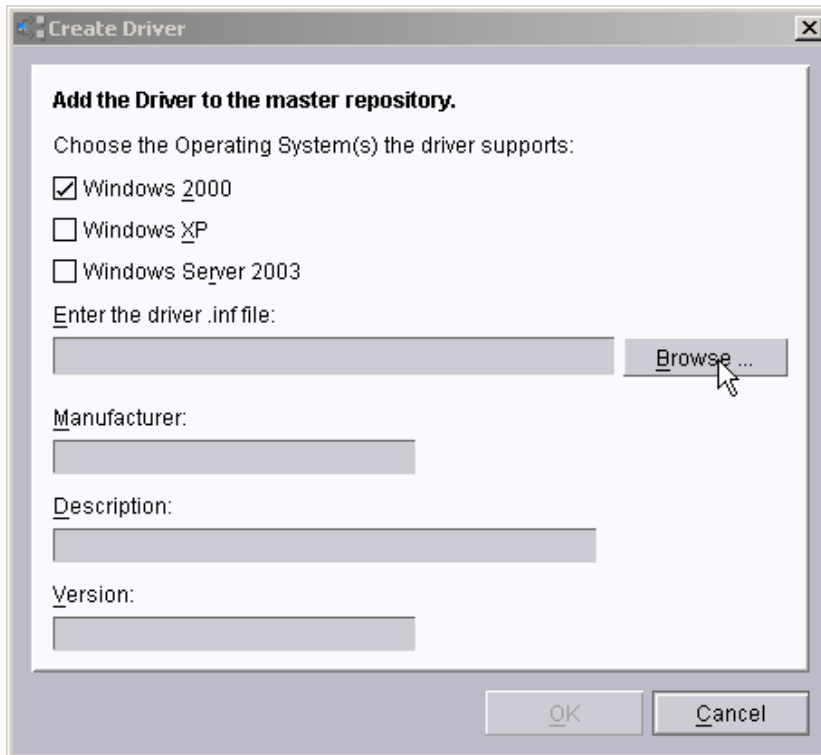 Create Driver
Add the Driver to the master repository.
Choose the Operating System(s) the driver supports:
Windows 2000
Windows XP
Windows Server 2003
Enter the driver .inf file:
Browse ...
Manufacturer:
Description:
Version:
OK
Cancel